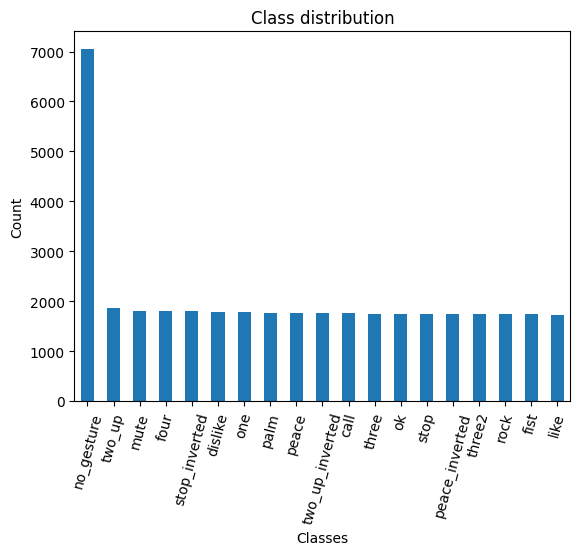 Class distribution
Count
7000
6000
5000
4000
3000
2000
1000
0
no_gesture
two_up
mute
four
stop_inverted
dislike
one
palm
peace
two_up_inverted
call
three
ok
stop
peace_inverted
three2
rock
fist
like
Classes